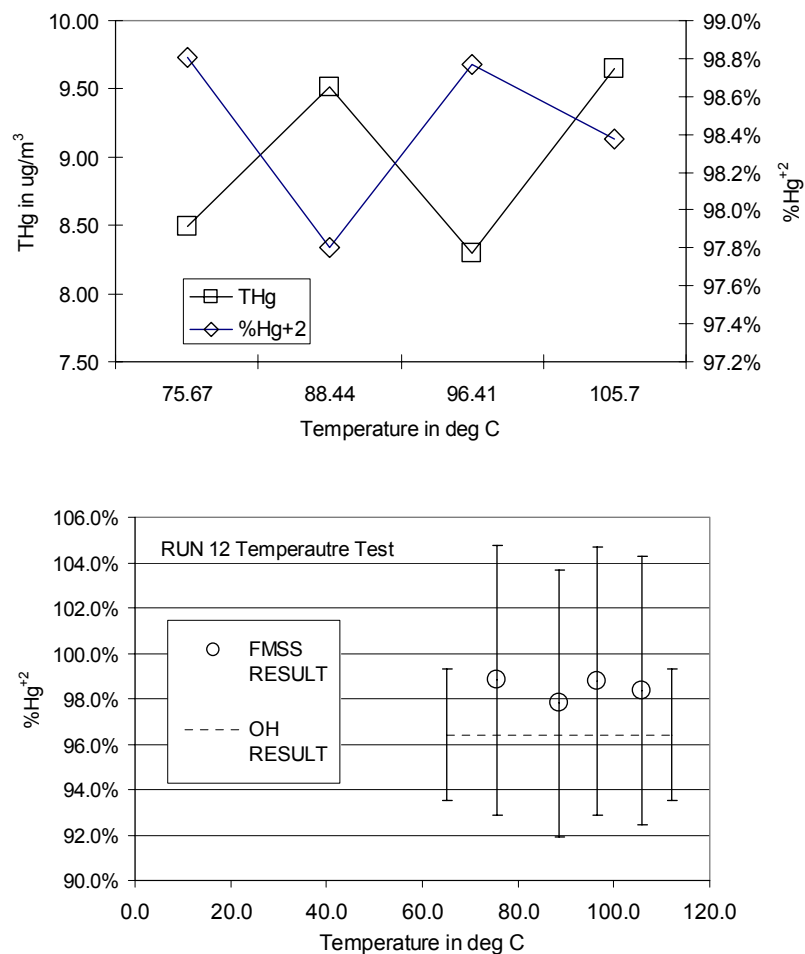 10.00
9.50
9.00
8.50
8.00
7.50
THg in ug/m³
99.0%
98.8%
98.6%
98.4%
98.2%
98.0%
97.8%
97.6%
97.4%
97.2%
%Hg⁺²
THg
%Hg+2
75.67 88.44 96.41 105.7
Temperature in deg C
106.0%
104.0%
102.0%
100.0%
98.0%
96.0%
94.0%
92.0%
90.0%
%Hg⁺²
RUN 12 Temperautre Test
FMSS
RESULT
OH
RESULT
0.0 20.0 40.0 60.0 80.0 100.0 120.0
Temperature in deg C